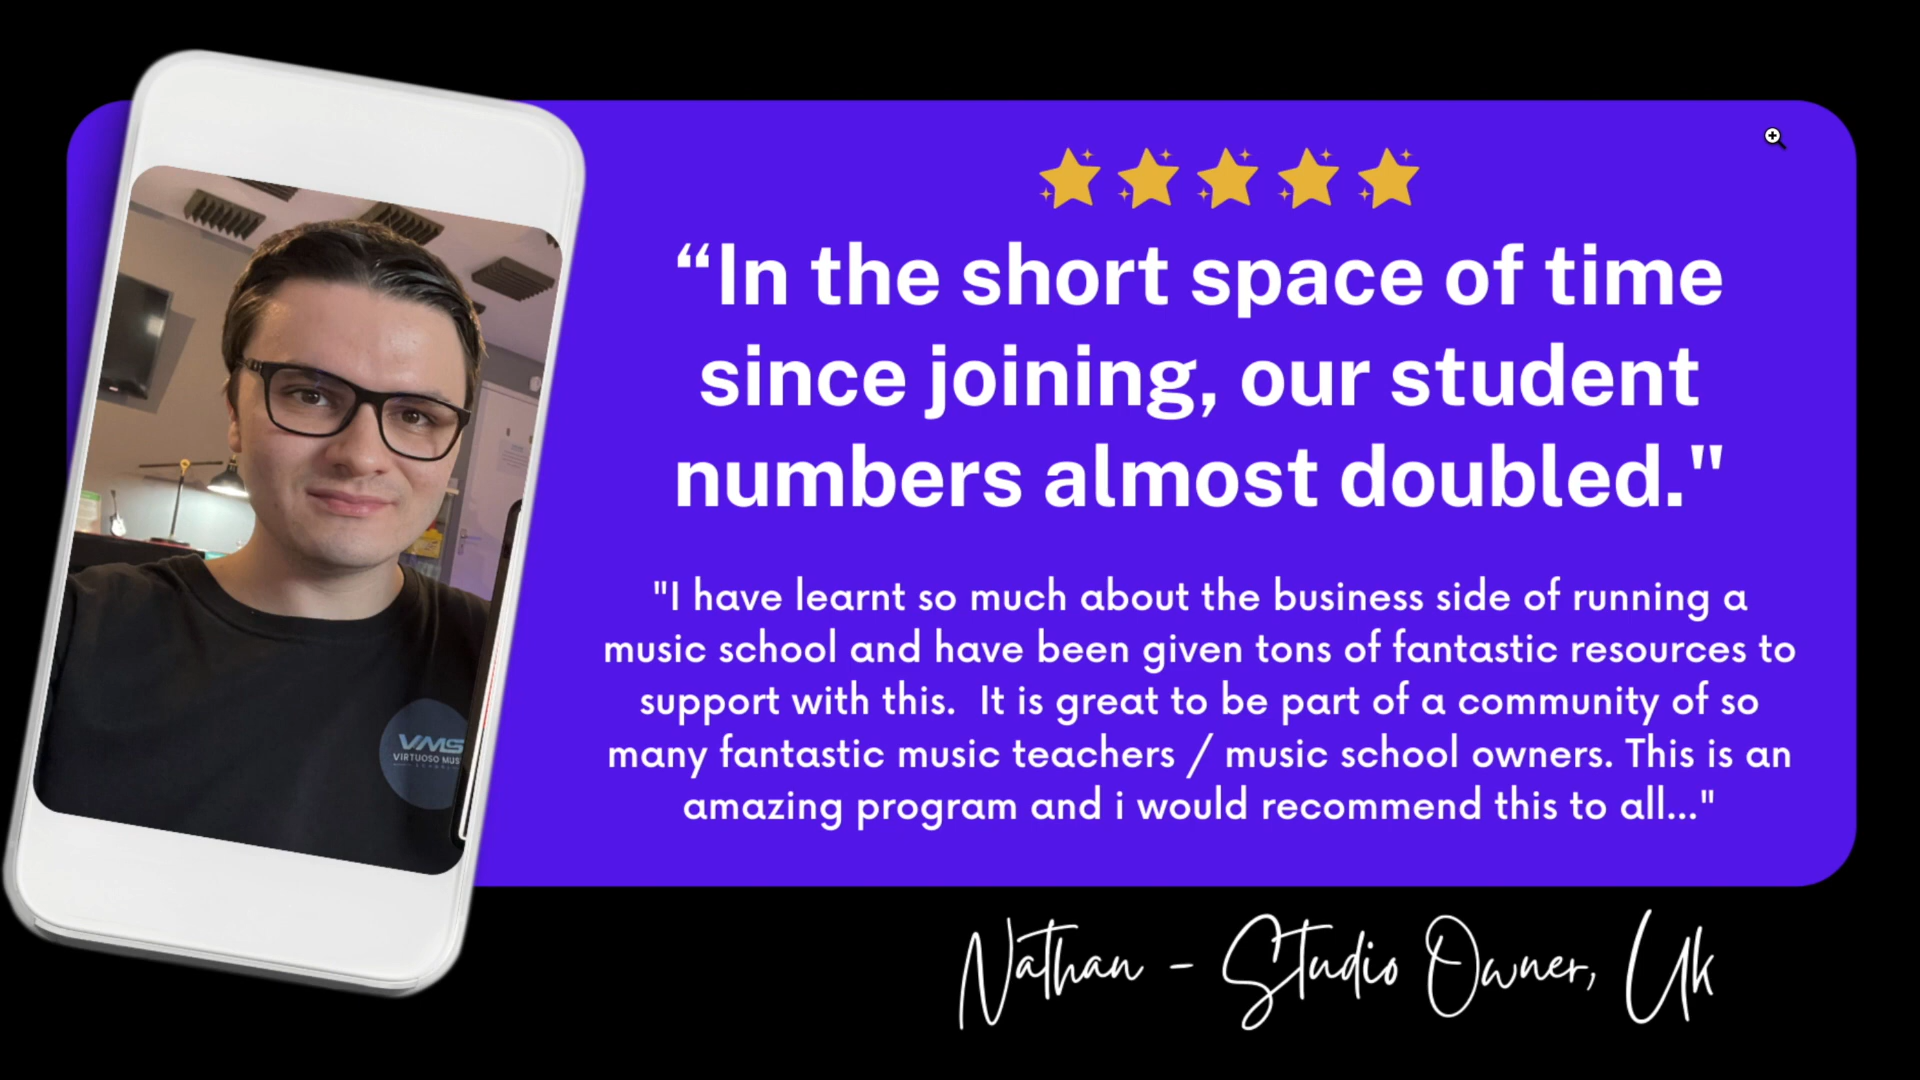 “In the short space of time
since joining, our student
numbers almost doubled."
"I have learnt so much about the business side of running a
music school and have been given tons of fantastic resources to
support with this.  It is great to be part of a community of so
many fantastic music teachers / music school owners. This is an
amazing program and i would recommend this to all..."
Nathan - Studio Owner, Uk
VMS
VIRTUOSO MUS